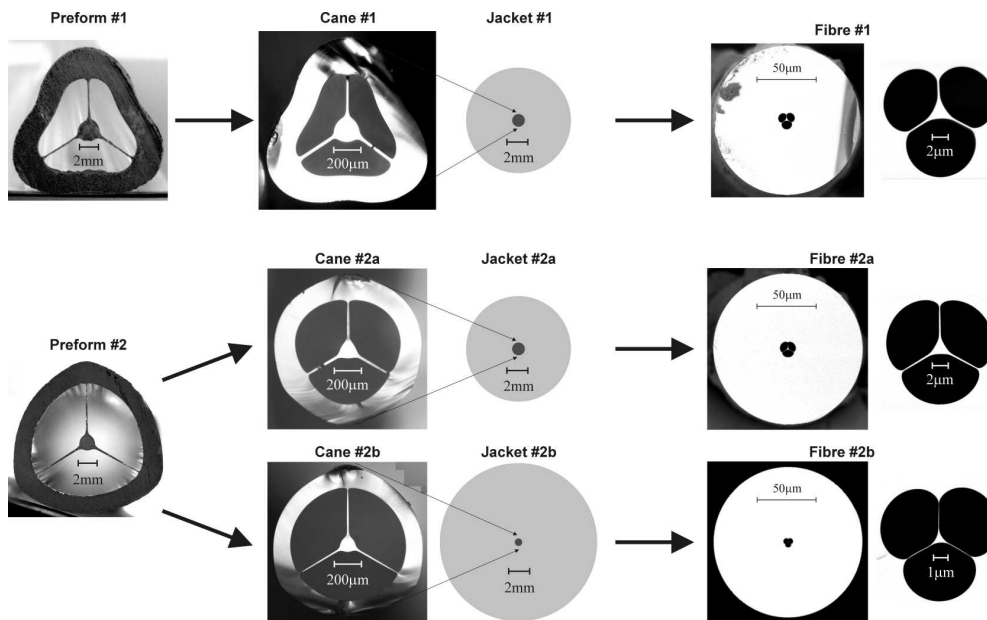 Preform #1
Cane #1
Jacket #1
Fibre #1
2mm
200µm
2mm
50µm
2µm
Cane #2a
Jacket #2a
Fibre #2a
200µm
2mm
50µm
2µm
Preform #2
2mm
Cane #2b
Jacket #2b
Fibre #2b
200µm
2mm
50µm
1µm